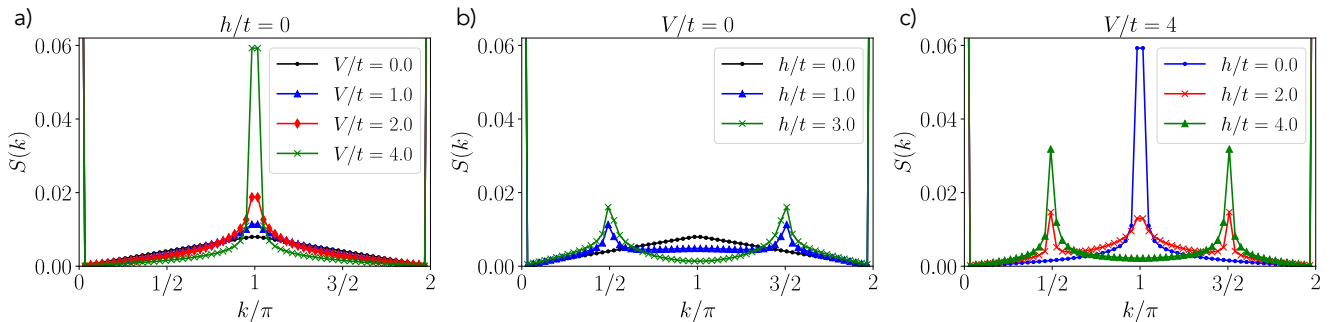 a)
h/t = 0
S(k)
0.06
0.04
0.02
0.00
V/t = 0.0
V/t = 1.0
V/t = 2.0
V/t = 4.0
0 1/2 1 3/2 2
k/π
b)
V/t = 0
S(k)
0.06
0.04
0.02
0.00
h/t = 0.0
h/t = 1.0
h/t = 3.0
0 1/2 1 3/2 2
k/π
c)
V/t = 4
S(k)
0.06
0.04
0.02
0.00
h/t = 0.0
h/t = 2.0
h/t = 4.0
0 1/2 1 3/2 2
k/π